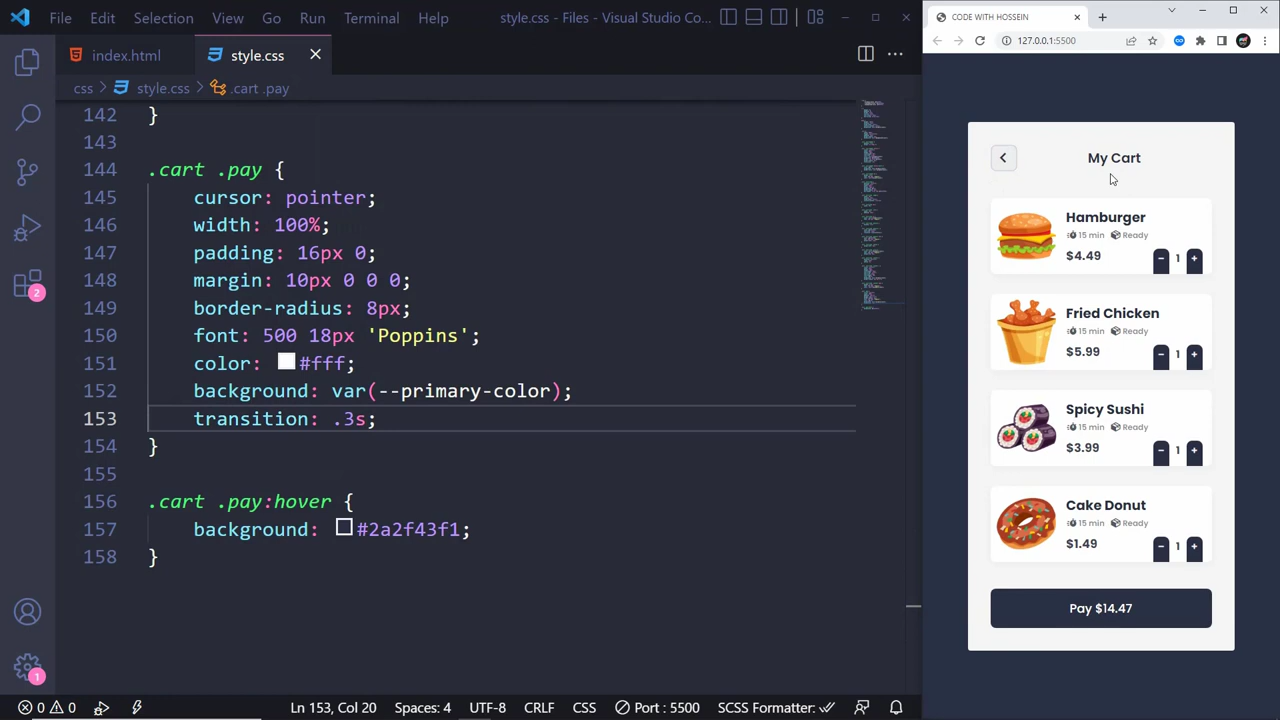 File Edit Selection View Go Run Terminal Help style.css - Files - Visual Studio Co...
index.html style.css
css > style.css > .cart .pay
142 }
143
144 .cart .pay {
145 cursor: pointer;
146 width: 100%;
147 padding: 16px 0;
148 margin: 10px 0 0 0;
149 border-radius: 8px;
150 font: 500 18px 'Poppins';
151 color: #fff;
152 background: var(--primary-color);
153 transition: .3s;
154 }
155
156 .cart .pay:hover {
157 background: #2a2f43f1;
158 }
2
1
0 0 Ln 153, Col 20 Spaces: 4 UTF-8 CRLF CSS Port : 5500 SCSS Formatter:
CODE WITH HOSSEIN
127.0.0.1:5500
My Cart
Hamburger
15 min Ready
$4.49 − 1 +
Fried Chicken
15 min Ready
$5.99 − 1 +
Spicy Sushi
15 min Ready
$3.99 − 1 +
Cake Donut
15 min Ready
$1.49 − 1 +
Pay $14.47